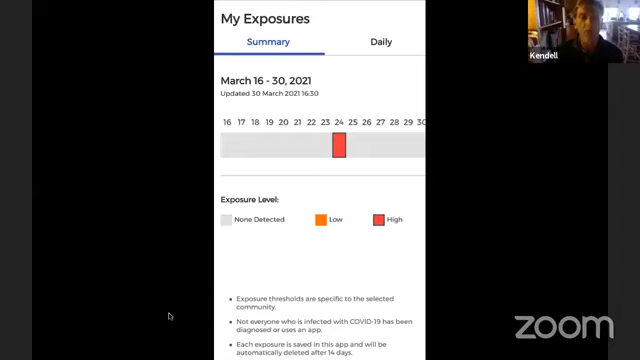 My Exposures
Summary Daily
March 16 - 30, 2021
Updated 30 March 2021 16:30
16 17 18 19 20 21 22 23 24 25 26 27 28 29 30
Exposure Level:
None Detected Low High
• Exposure thresholds are specific to the selected
community.
• Not everyone who is infected with COVID-19 has been
diagnosed or uses an app.
• Each exposure is saved in this app and will be
automatically deleted after 14 days.
Kendell
zoom